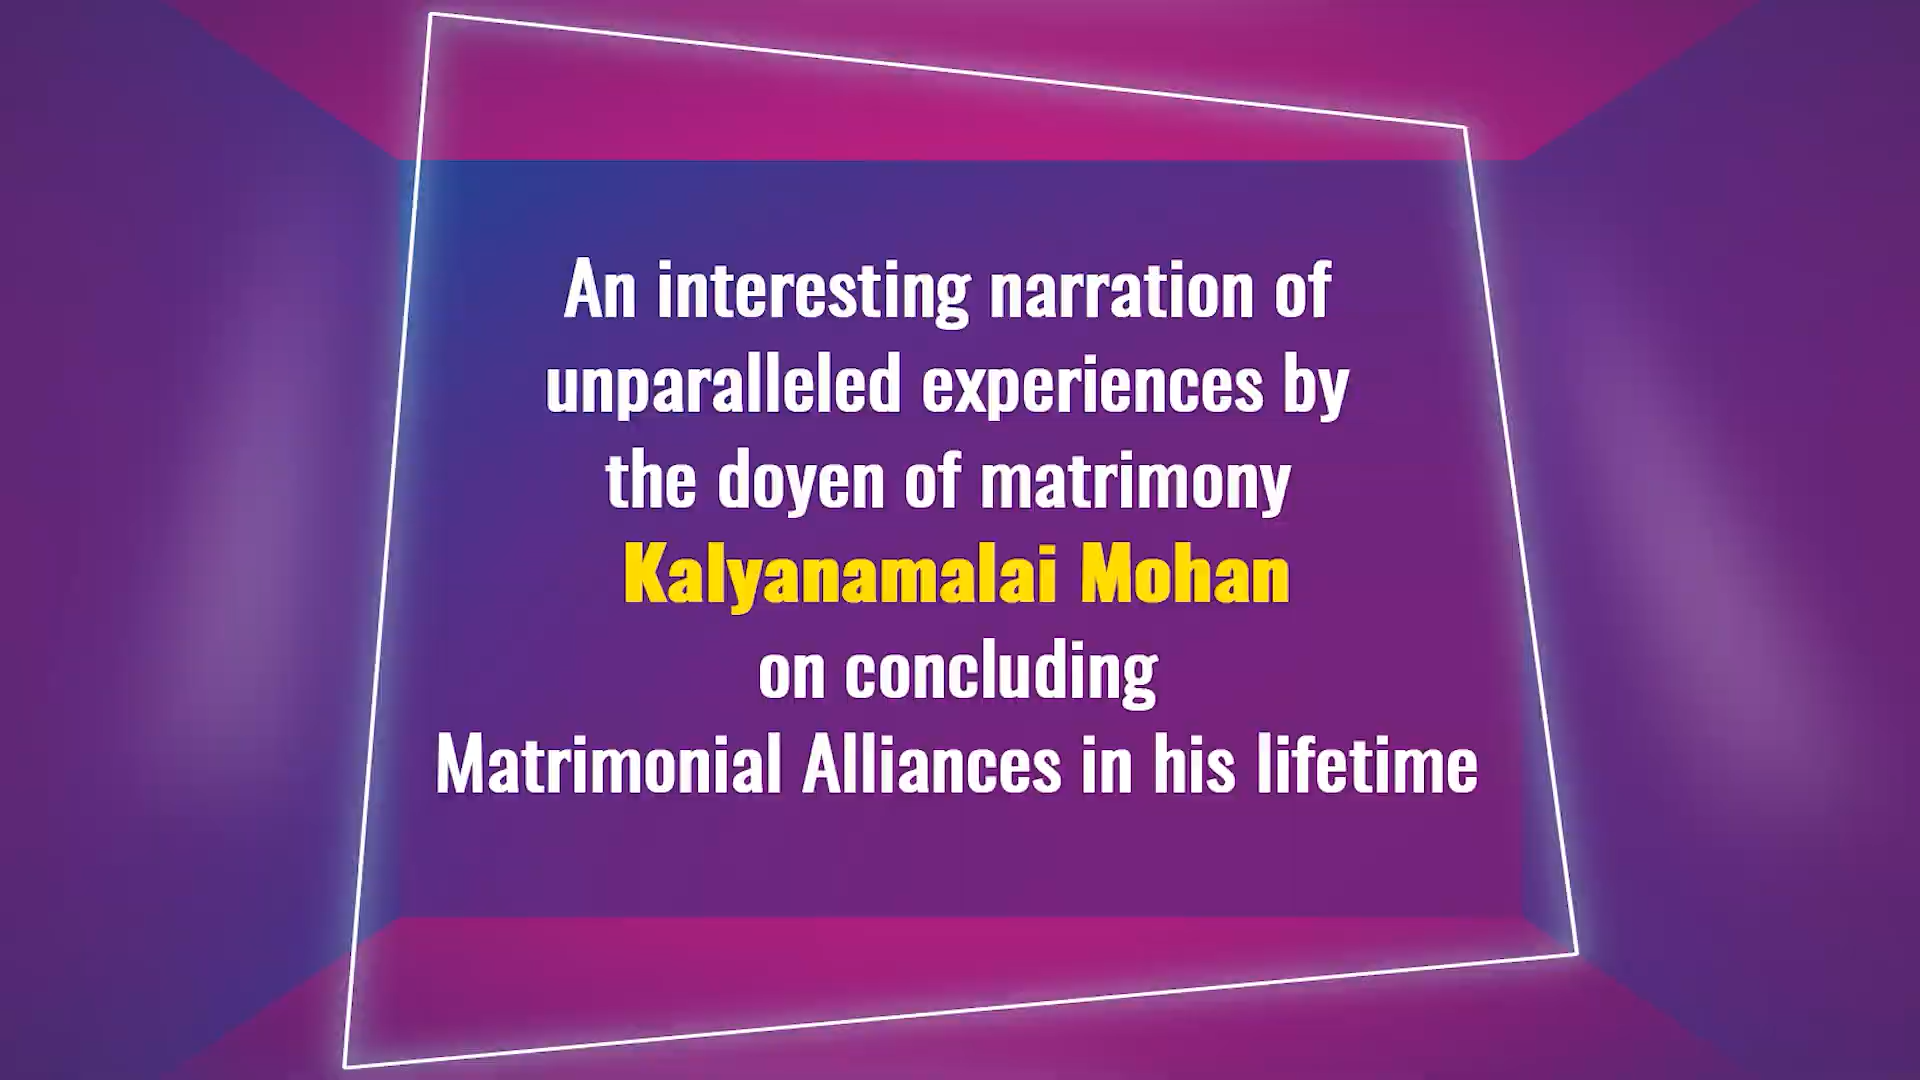 An interesting narration of
unparalleled experiences by
the doyen of matrimony
Kalyanamalai Mohan
on concluding
Matrimonial Alliances in his lifetime